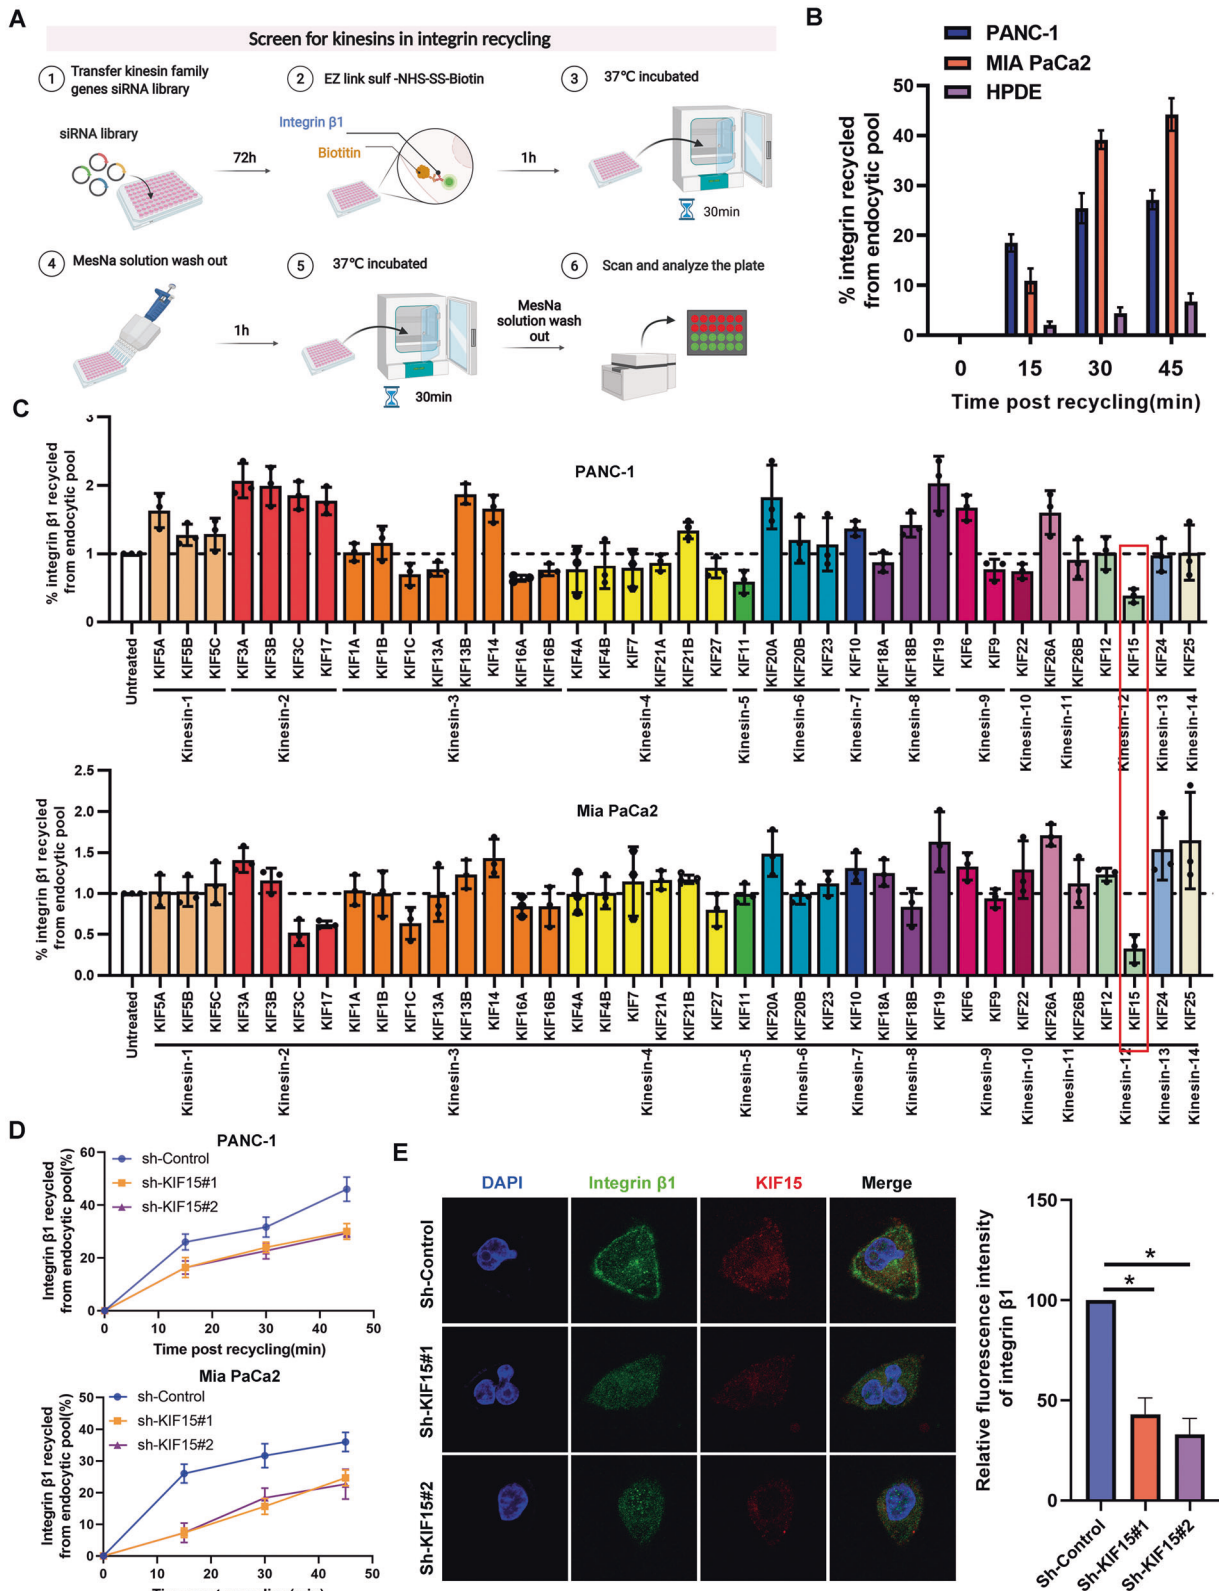 A
Screen for kinesins in integrin recycling
1 Transfer kinesin family
genes siRNA library
siRNA library
72h
2 EZ link sulf -NHS-SS-Biotin
Integrin β1
Biotitin
1h
3 37℃ incubated
30min
4 MesNa solution wash out
1h
5 37℃ incubated
30min
MesNa
solution wash
out
6 Scan and analyze the plate
B
PANC-1
MIA PaCa2
HPDE
% integrin recycled
from endocytic pool
50
40
30
20
10
0
0 15 30 45
Time post recycling(min)
C
PANC-1
% integrin β1 recycled
from endocytic pool
3
2
1
0
Untreated KIF5A KIF5B KIF5C KIF3A KIF3B KIF3C KIF17 KIF1A KIF1B KIF1C KIF13A KIF13B KIF14 KIF16A KIF16B KIF4A KIF4B KIF7 KIF21A KIF21B KIF27 KIF11 KIF20A KIF20B KIF23 KIF10 KIF18A KIF18B KIF19 KIF6 KIF9 KIF22 KIF26A KIF26B KIF12 KIF15 KIF24 KIF25
Kinesin-1 Kinesin-2 Kinesin-3 Kinesin-4 Kinesin-5 Kinesin-6 Kinesin-7 Kinesin-8 Kinesin-9 Kinesin-10 Kinesin-11 Kinesin-12 Kinesin-13 Kinesin-14
Mia PaCa2
% integrin β1 recycled
from endocytic pool
2.5
2.0
1.5
1.0
0.5
0.0
Untreated KIF5A KIF5B KIF5C KIF3A KIF3B KIF3C KIF17 KIF1A KIF1B KIF1C KIF13A KIF13B KIF14 KIF16A KIF16B KIF4A KIF4B KIF7 KIF21A KIF21B KIF27 KIF11 KIF20A KIF20B KIF23 KIF10 KIF18A KIF18B KIF19 KIF6 KIF9 KIF22 KIF26A KIF26B KIF12 KIF15 KIF24 KIF25
Kinesin-1 Kinesin-2 Kinesin-3 Kinesin-4 Kinesin-5 Kinesin-6 Kinesin-7 Kinesin-8 Kinesin-9 Kinesin-10 Kinesin-11 Kinesin-12 Kinesin-13 Kinesin-14
D
PANC-1
sh-Control
sh-KIF15#1
sh-KIF15#2
Integrin β1 recycled
from endocytic pool(%)
60
40
20
0
0 10 20 30 40 50
Time post recycling(min)
Mia PaCa2
sh-Control
sh-KIF15#1
sh-KIF15#2
Integrin β1 recycled
from endocytic pool(%)
50
40
30
20
10
0
0 10 20 30 40 50
Time post recycling(min)
E
DAPI Integrin β1 KIF15 Merge
Sh-Control
Sh-KIF15#1
Sh-KIF15#2
Relative fluorescence intensity
of integrin β1
150
100
50
0
*
*
Sh-Control
Sh-KIF15#1
Sh-KIF15#2